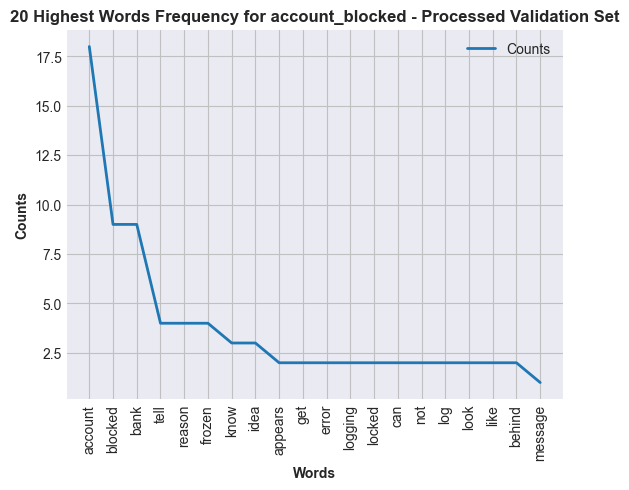 20 Highest Words Frequency for account_blocked - Processed Validation Set
Counts
17.5
15.0
12.5
10.0
7.5
5.0
2.5
Counts
account
blocked
bank
tell
reason
frozen
know
idea
appears
get
error
logging
locked
can
not
log
look
like
behind
message
Words